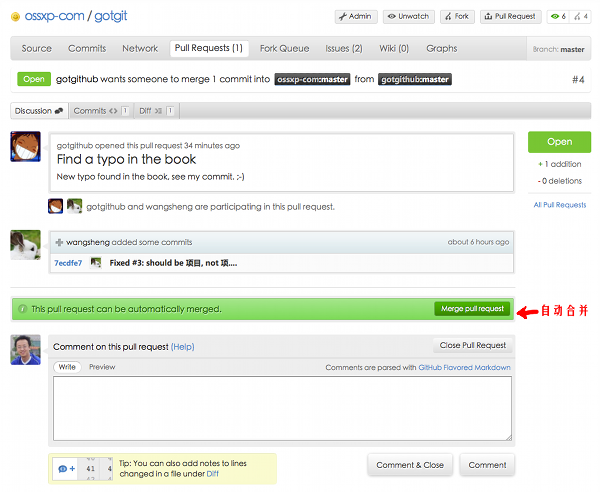 ossxp-com / gotgit
Admin
Unwatch
Fork
Pull Request
6
4
Source
Commits
Network
Pull Requests (1)
Fork Queue
Issues (2)
Wiki (0)
Graphs
Branch: master
Open
gotgithub wants someone to merge 1 commit into ossxp-com:master from gotgithub:master
#4
Discussion
Commits 1
Diff 1
gotgithub opened this pull request 34 minutes ago
Find a typo in the book
New typo found in the book, see my commit. ;-)
Open
+ 1 addition
- 0 deletions
All Pull Requests
gotgithub and wangsheng are participating in this pull request.
wangsheng added some commits
about 6 hours ago
7ecdfe7
Fixed #3: should be 项目, not 项....
This pull request can be automatically merged.
Merge pull request
自动合并
Comment on this pull request (Help)
Close Pull Request
Write
Preview
Comments are parsed with GitHub Flavored Markdown
41 4
Tip: You can also add notes to lines
changed in a file under Diff
Comment & Close
Comment